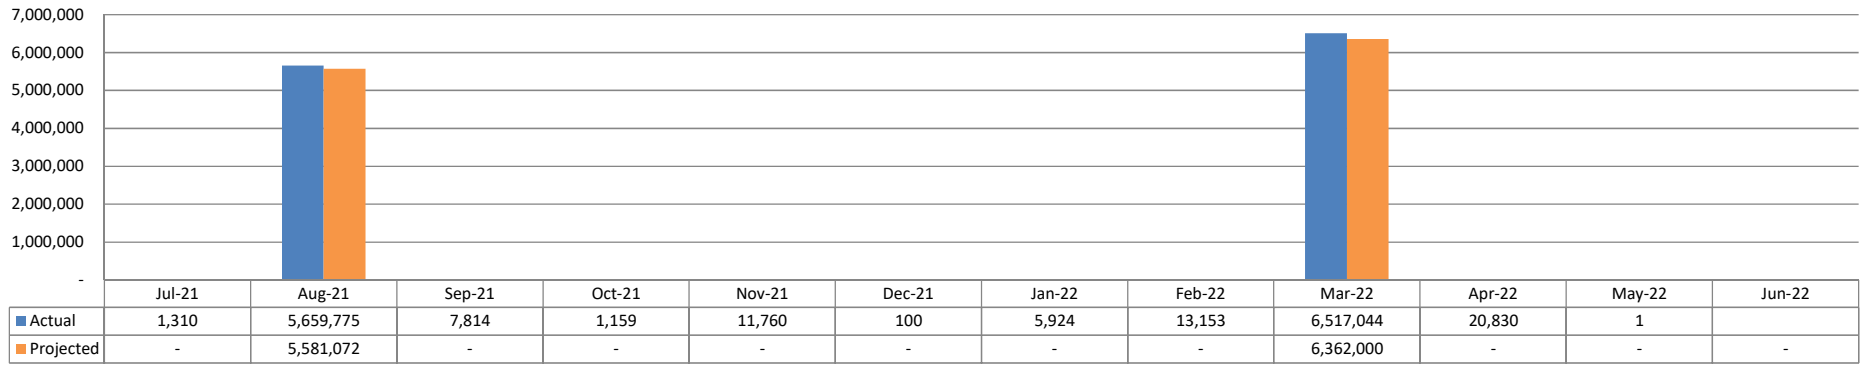 7,000,000
6,000,000
5,000,000
4,000,000
3,000,000
2,000,000
1,000,000
-
Jul-21 Aug-21 Sep-21 Oct-21 Nov-21 Dec-21 Jan-22 Feb-22 Mar-22 Apr-22 May-22 Jun-22
Actual 1,310 5,659,775 7,814 1,159 11,760 100 5,924 13,153 6,517,044 20,830 1
Projected - 5,581,072 - - - - - - 6,362,000 - - -